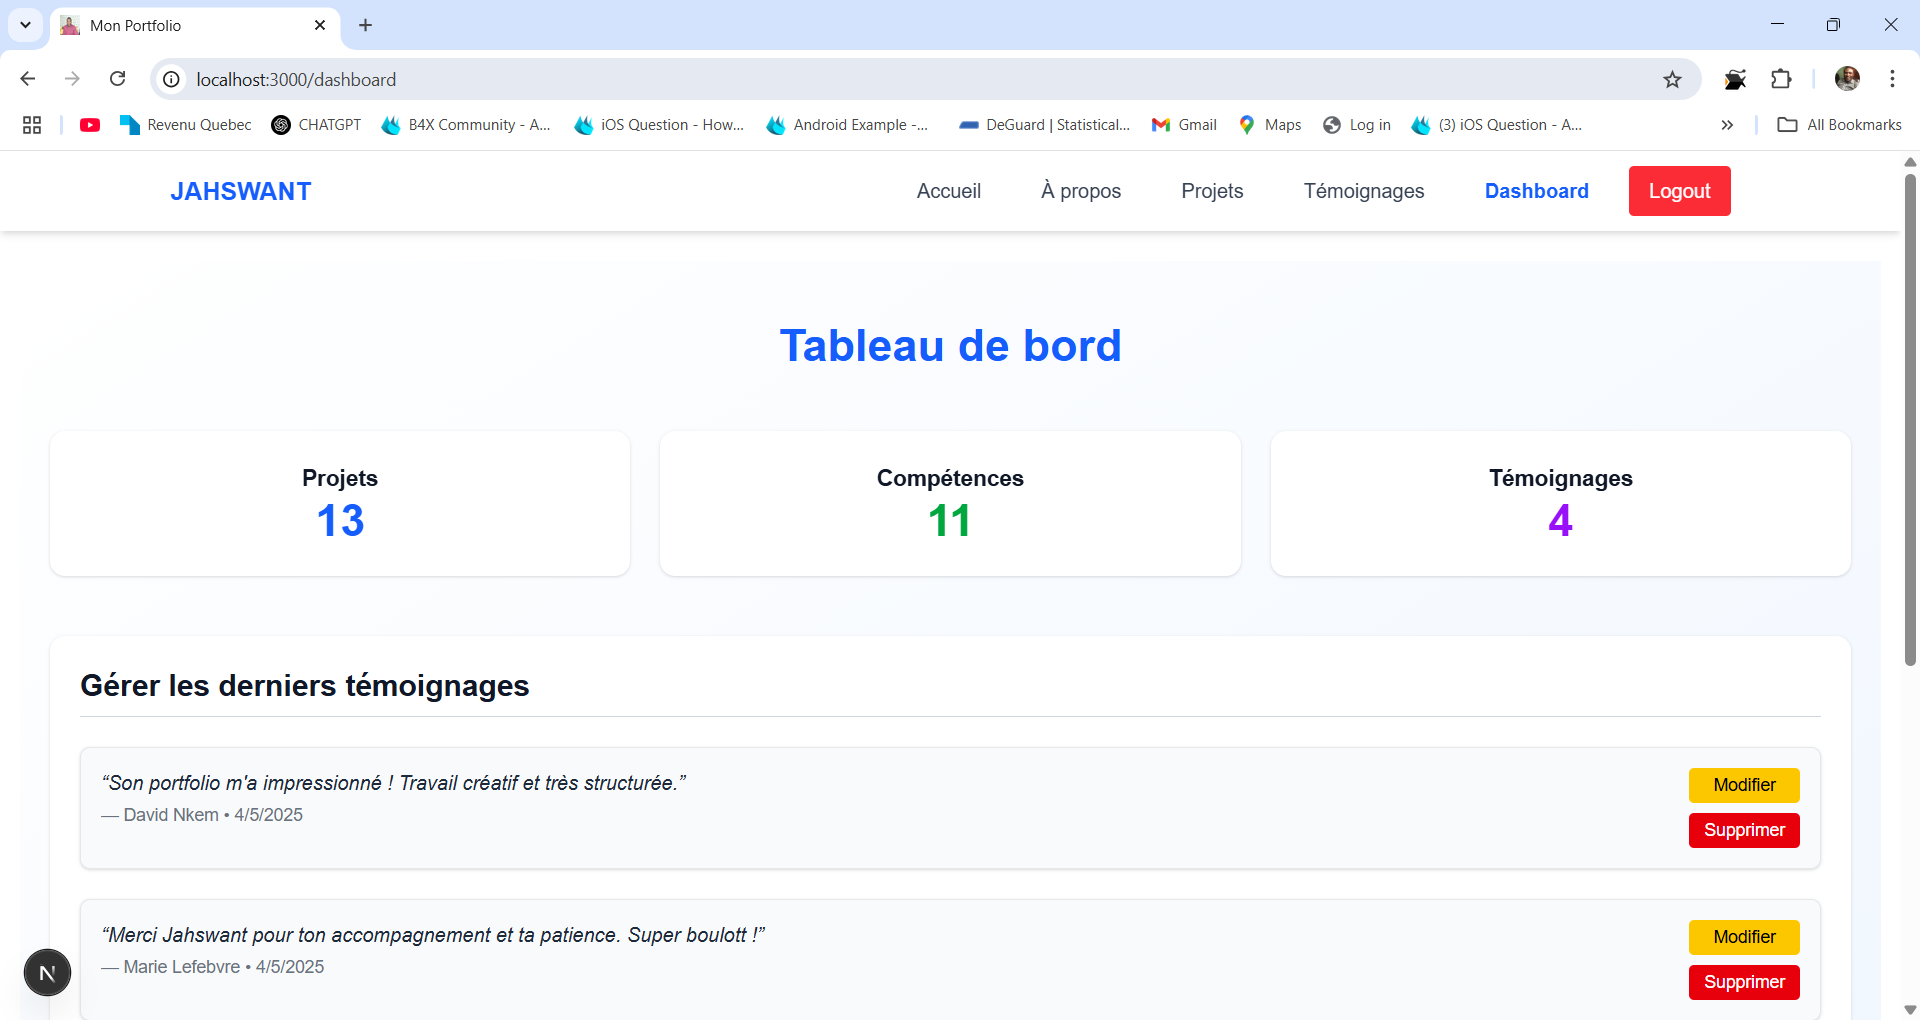 Mon Portfolio
localhost:3000/dashboard
Revenu Quebec CHATGPT B4X Community - A... iOS Question - How... Android Example -... DeGuard | Statistical... Gmail Maps Log in (3) iOS Question - A... All Bookmarks
JAHSWANT Accueil À propos Projets Témoignages Dashboard Logout
Tableau de bord
Projets
13
Compétences
11
Témoignages
4
Gérer les derniers témoignages
“Son portfolio m'a impressionné ! Travail créatif et très structurée.”
— David Nkem • 4/5/2025
Modifier
Supprimer
“Merci Jahswant pour ton accompagnement et ta patience. Super boulott !”
— Marie Lefebvre • 4/5/2025
Modifier
Supprimer
N